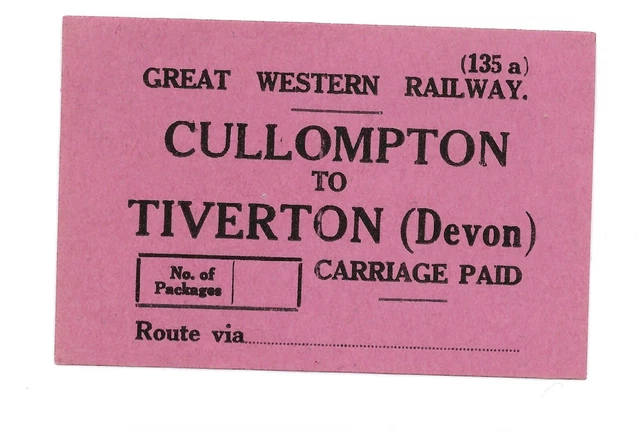 (135 a)
GREAT WESTERN RAILWAY.
CULLOMPTON
TO
TIVERTON (Devon)
No. of
Packages
CARRIAGE PAID
Route via